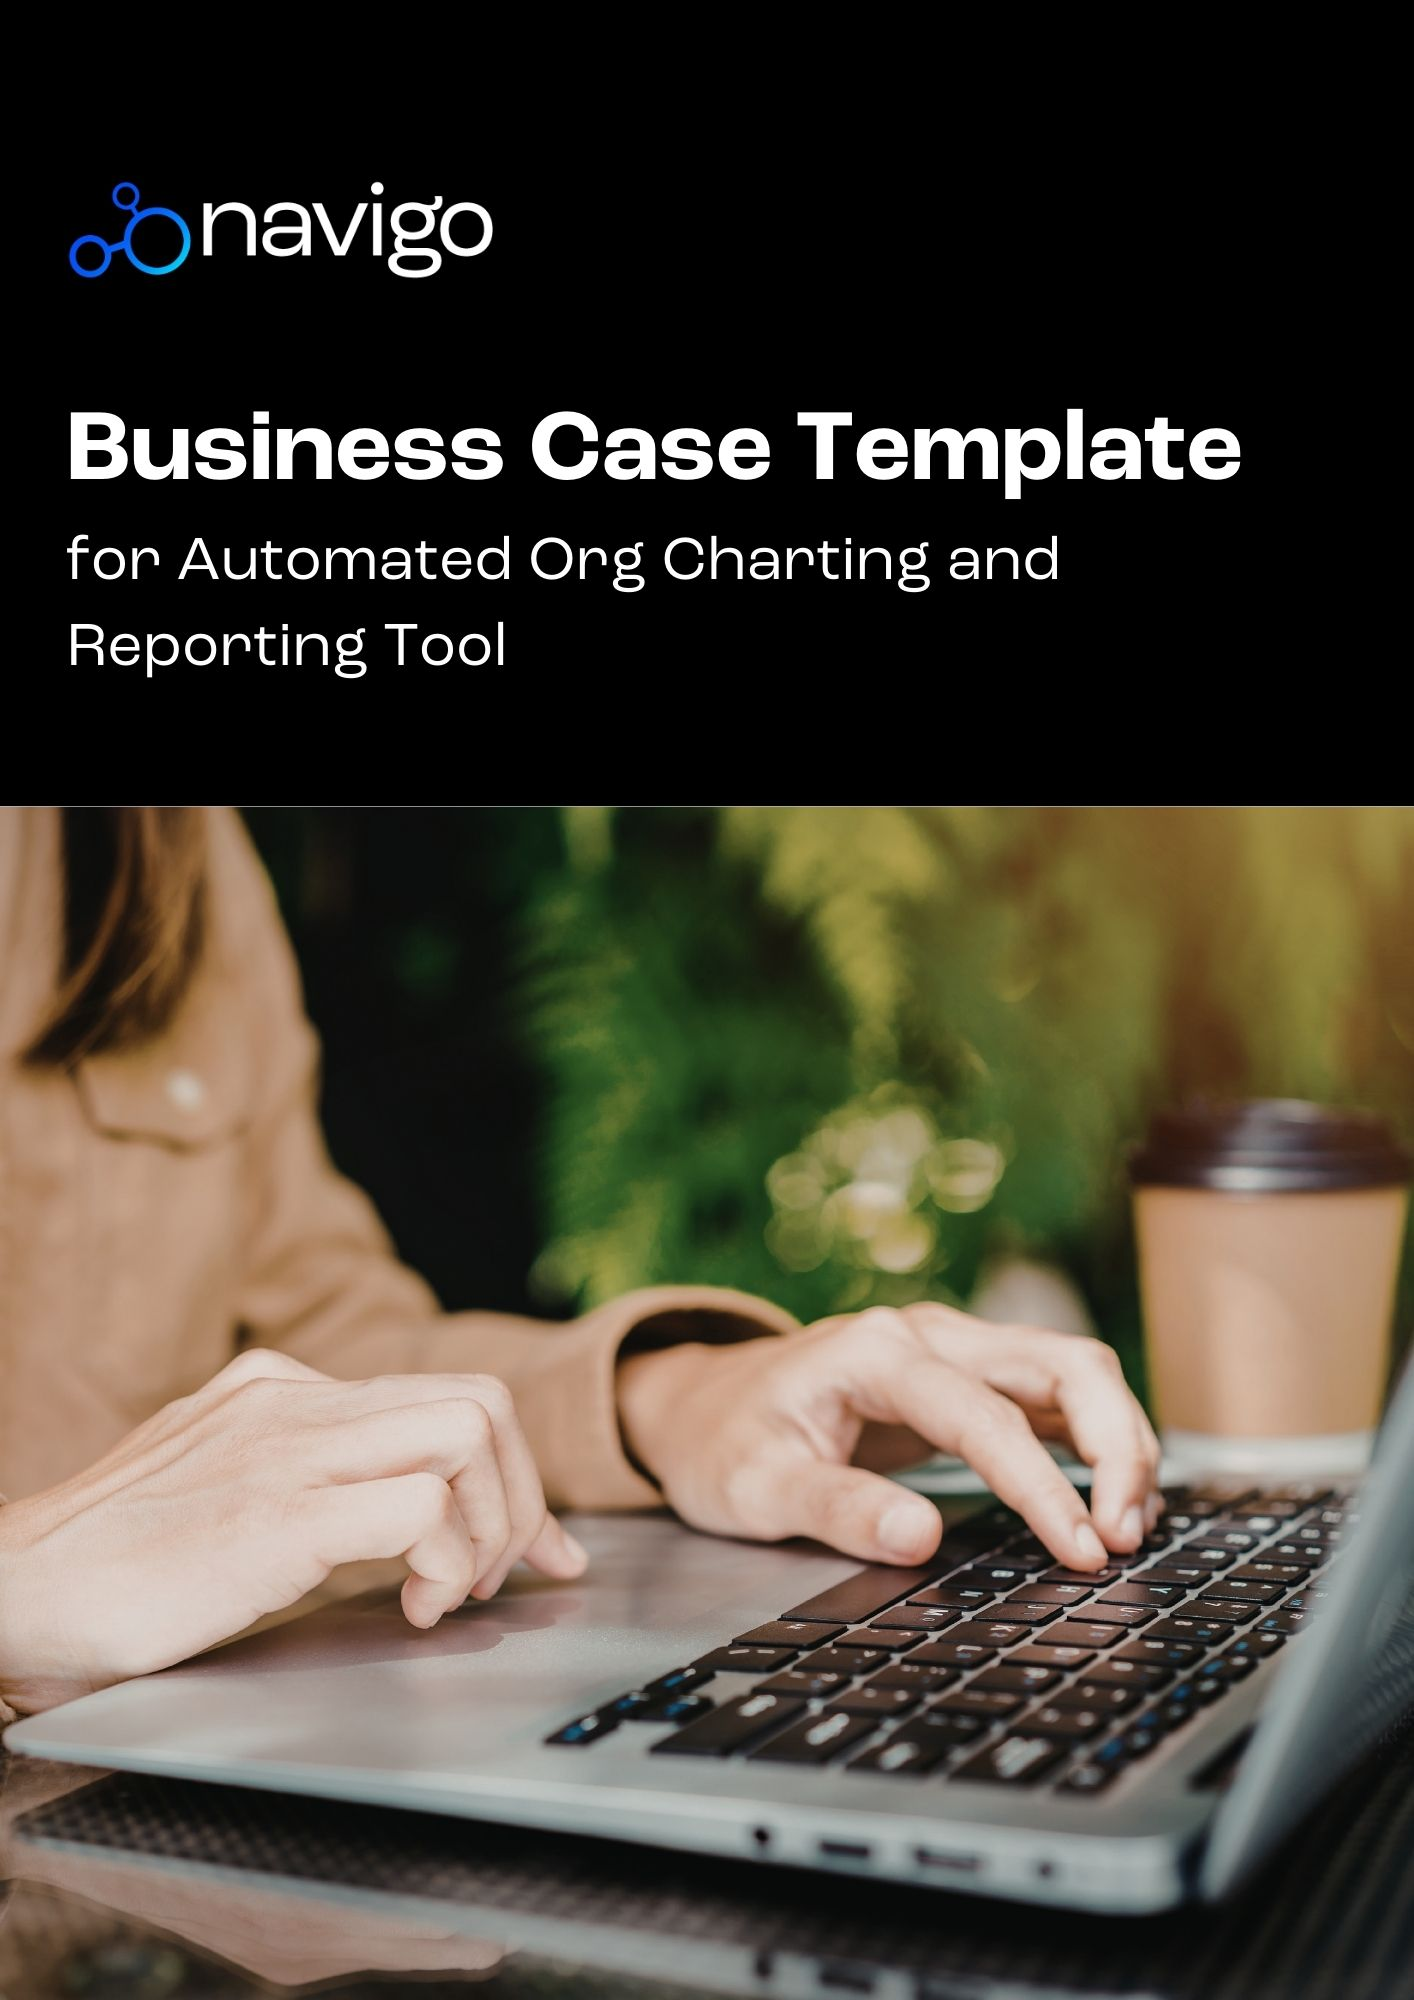 navigo
Business Case Template
for Automated Org Charting and
Reporting Tool